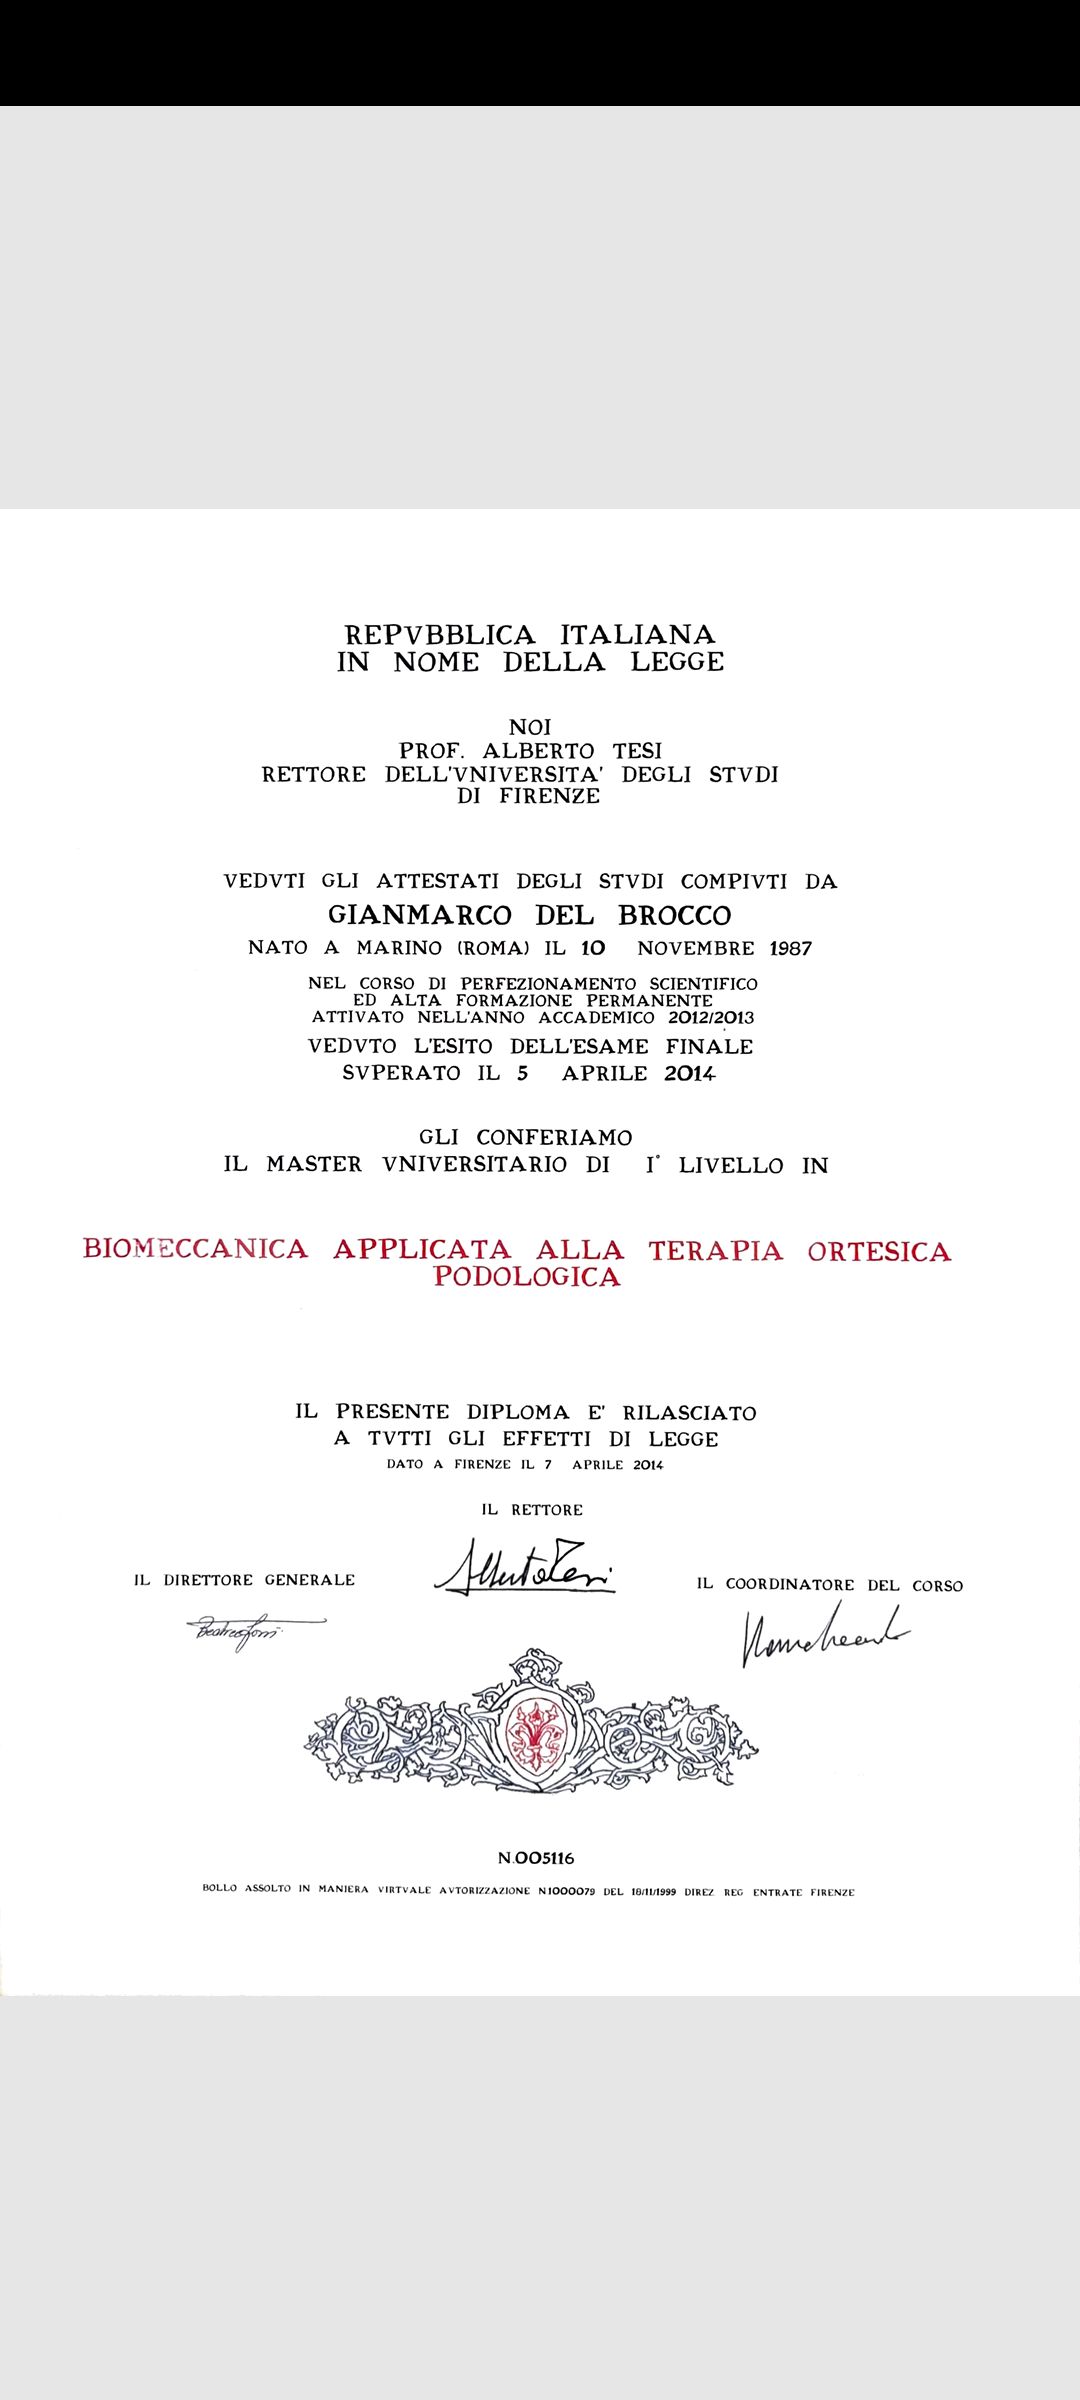 REPVBBLICA ITALIANA
IN NOME DELLA LEGGE
NOI
PROF. ALBERTO TESI
RETTORE DELL'VNIVERSITA' DEGLI STVDI
DI FIRENZE
VEDVTI GLI ATTESTATI DEGLI STVDI COMPIVTI DA
GIANMARCO DEL BROCCO
NATO A MARINO (ROMA) IL 10 NOVEMBRE 1987
NEL CORSO DI PERFEZIONAMENTO SCIENTIFICO
ED ALTA FORMAZIONE PERMANENTE
ATTIVATO NELL'ANNO ACCADEMICO 2012/2013
VEDVTO L'ESITO DELL'ESAME FINALE
SVPERATO IL 5 APRILE 2014
GLI CONFERIAMO
IL MASTER VNIVERSITARIO DI I° LIVELLO IN
BIOMECCANICA APPLICATA ALLA TERAPIA ORTESICA
PODOLOGICA
IL PRESENTE DIPLOMA E' RILASCIATO
A TVTTI GLI EFFETTI DI LEGGE
DATO A FIRENZE IL 7 APRILE 2014
IL RETTORE
Alberto Tesi
IL DIRETTORE GENERALE
IL COORDINATORE DEL CORSO
N.005116
BOLLO ASSOLTO IN MANIERA VIRTVALE AVTORIZZAZIONE N1000079 DEL 18/11/1999 DIREZ REG ENTRATE FIRENZE